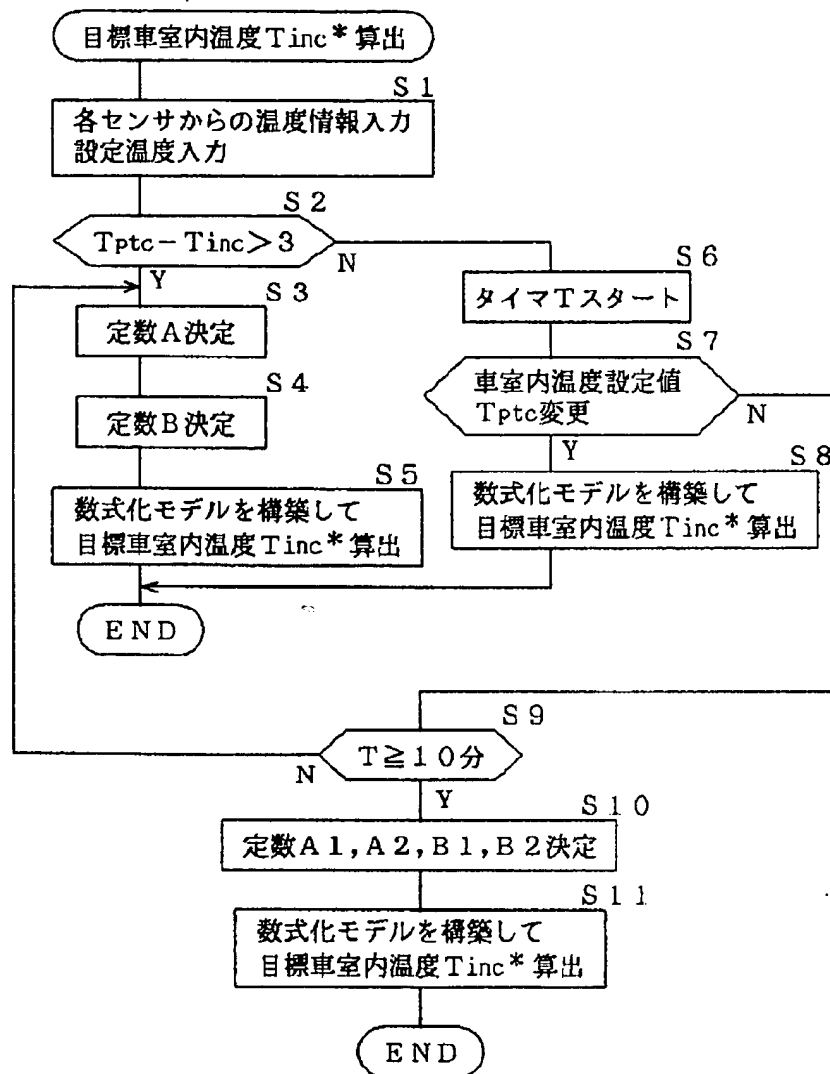 目標車室内温度Tinc*算出
S1
各センサからの温度情報入力
設定温度入力
S2
Tptc−Tinc>3
Y
N
S3
定数A決定
S4
定数B決定
S5
数式化モデルを構築して
目標車室内温度Tinc*算出
END
S6
タイマTスタート
S7
車室内温度設定値
Tptc変更
N
Y
S8
数式化モデルを構築して
目標車室内温度Tinc*算出
S9
T≧10分
N
Y
S10
定数A1,A2,B1,B2決定
S11
数式化モデルを構築して
目標車室内温度Tinc*算出
END